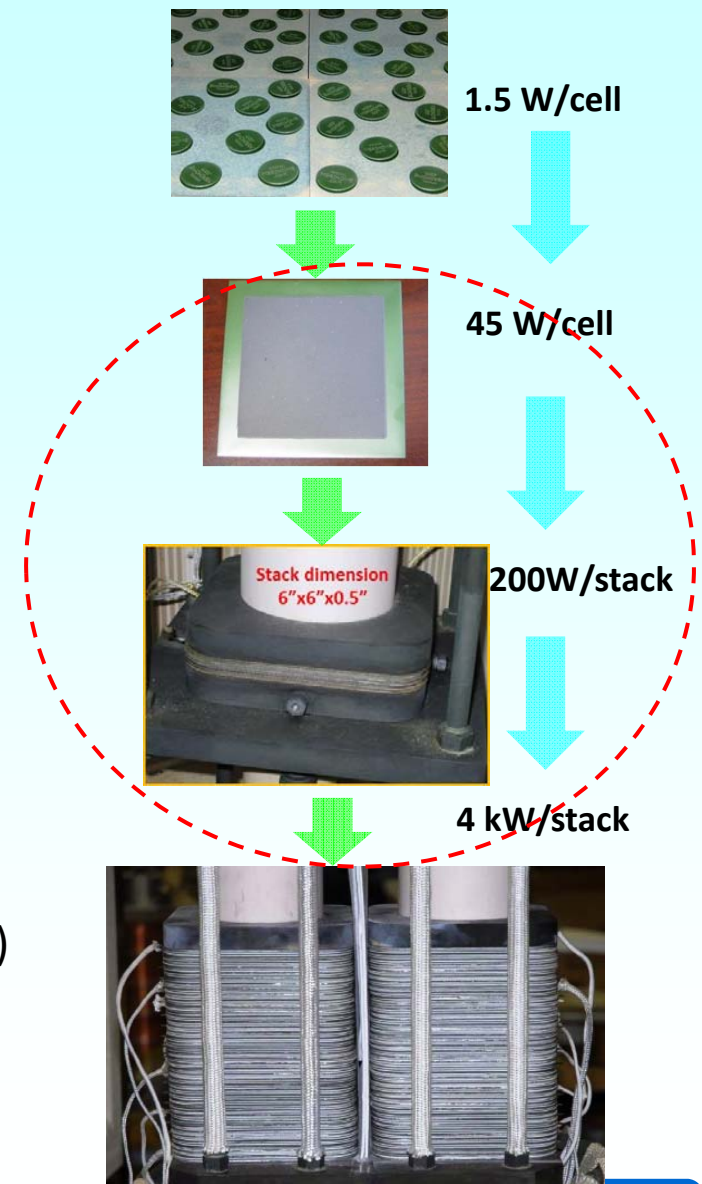 1.5 W/cell
45 W/cell
Stack dimension
6”x6”x0.5”
200W/stack
4 kW/stack
)